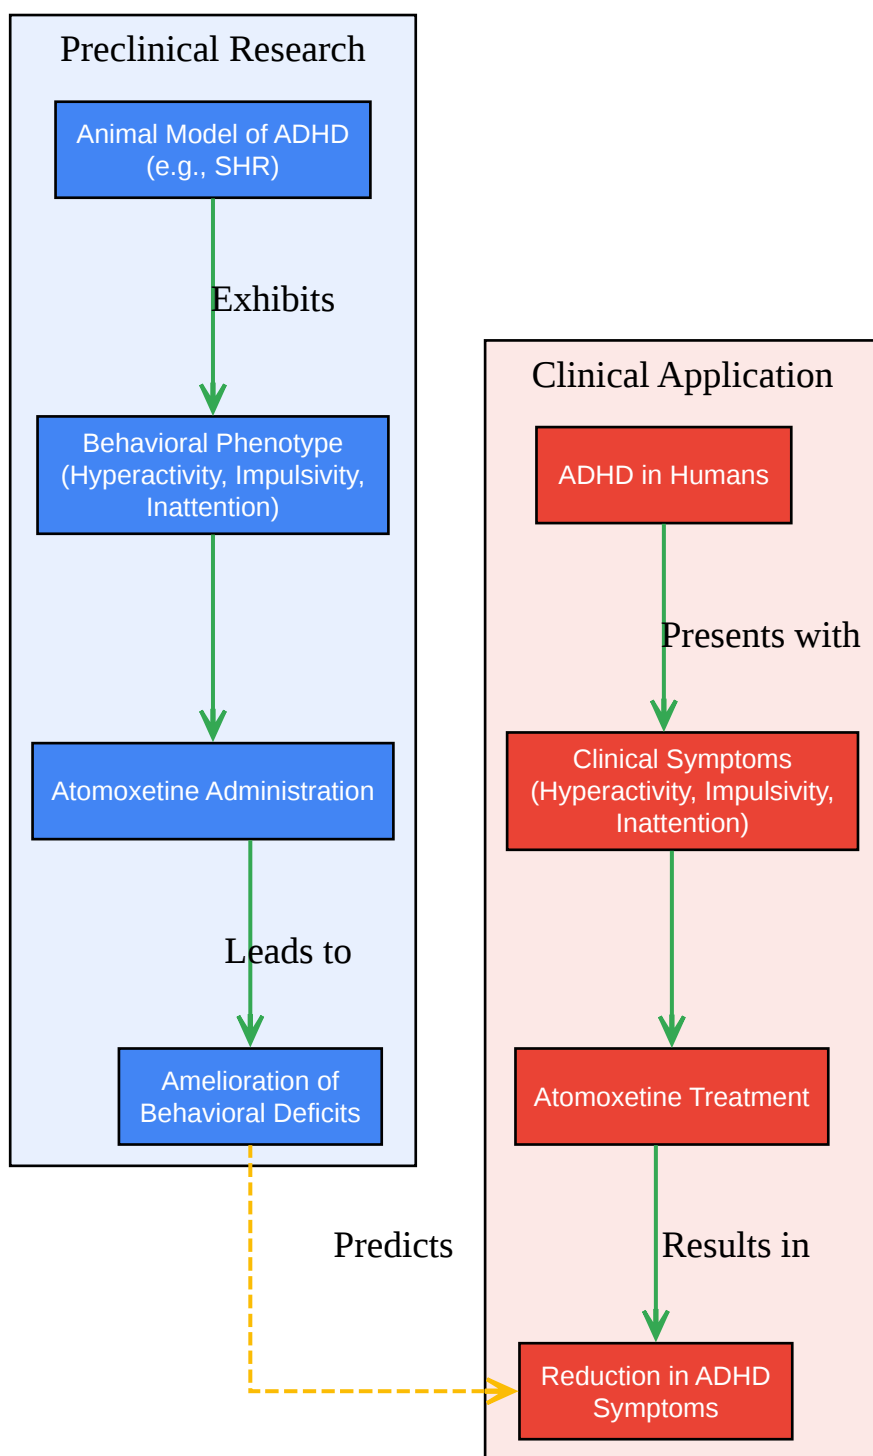 Preclinical Research
Animal Model of ADHD
(e.g., SHR)
Exhibits
Behavioral Phenotype
(Hyperactivity, Impulsivity,
Inattention)
Atomoxetine Administration
Leads to
Amelioration of
Behavioral Deficits
Predicts
Clinical Application
ADHD in Humans
Presents with
Clinical Symptoms
(Hyperactivity, Impulsivity,
Inattention)
Atomoxetine Treatment
Results in
Reduction in ADHD
Symptoms